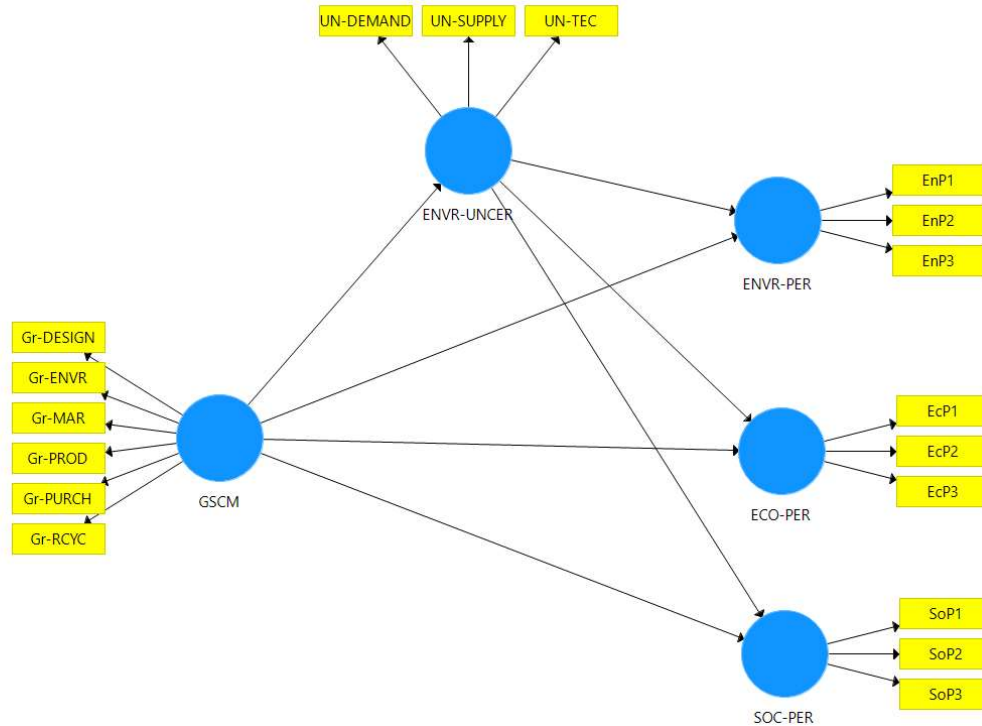 UN-DEMAND
UN-SUPPLY
UN-TEC
ENVR-UNCER
EnP1
EnP2
EnP3
ENVR-PER
Gr-DESIGN
Gr-ENVR
Gr-MAR
Gr-PROD
Gr-PURCH
Gr-RCYC
GSCM
EcP1
EcP2
EcP3
ECO-PER
SoP1
SoP2
SoP3
SOC-PER